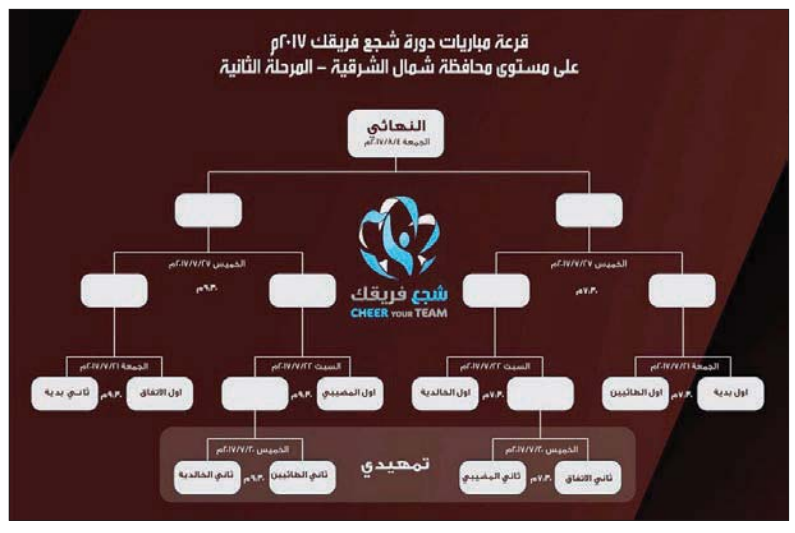 قرعة مباريات دورة شجع فريقك ٢٠١٧م
على مستوى محافظة شمال الشرقية - المرحلة الثانية
النهائي
الجمعة ٢٠١٧/٨/٤م
الخميس ٢٠١٧/٧/٢٧م
٧:٣٠م
الخميس ٢٠١٧/٧/٢٧م
٩:٣٠م
شجع فريقك
CHEER YOUR TEAM
الجمعة ٢٠١٧/٧/٢١م
اول بدية
٧:٣٠م
اول الطائيين
السبت ٢٠١٧/٧/٢٢م
٧:٣٠م
اول الخالدية
السبت ٢٠١٧/٧/٢٢م
اول المضيبي
٩:٣٠م
الجمعة ٢٠١٧/٧/٢١م
اول الاتفاق
٩:٣٠م
ثاني بدية
تمهيدي
الخميس ٢٠١٧/٧/٢٠م
ثاني الاتفاق
٧:٣٠م
ثاني المضيبي
الخميس ٢٠١٧/٧/٢٠م
ثاني الطائيين
٩:٣٠م
ثاني الخالدية